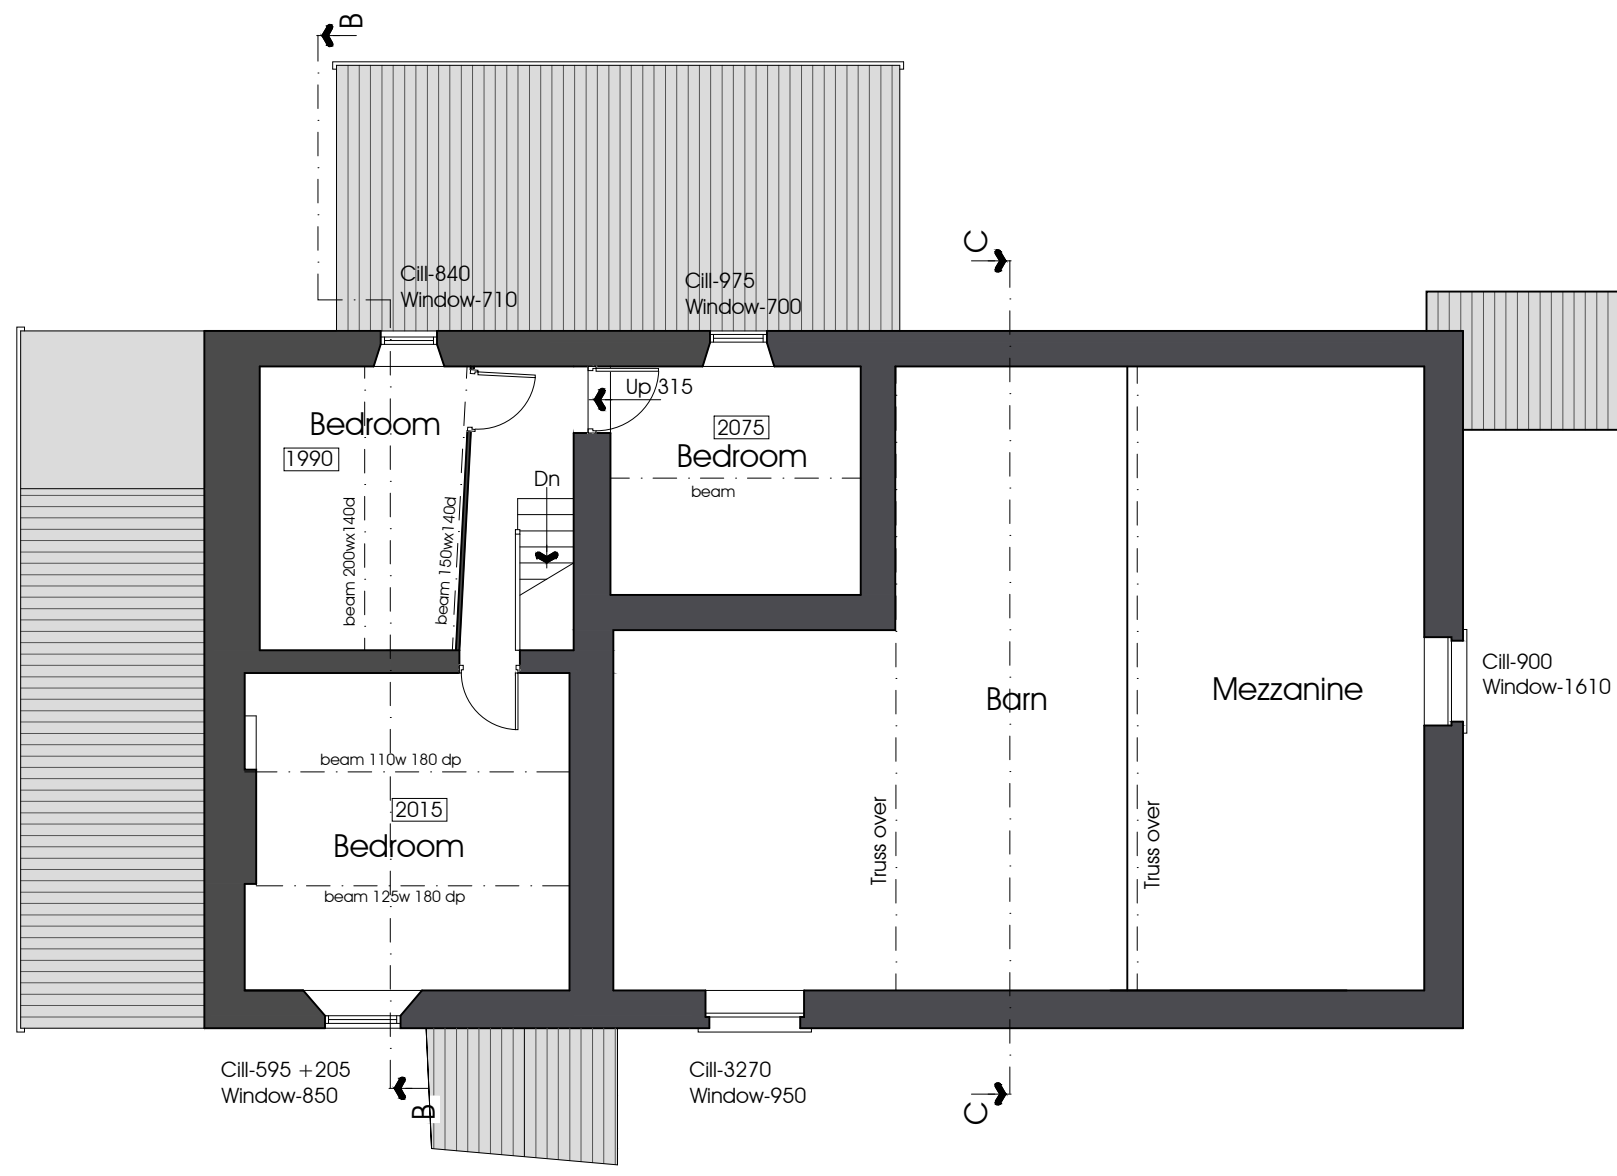 B
C
Cill-840
Window-710
Cill-975
Window-700
Up 315
Bedroom
1990
2075
Bedroom
beam
Dn
beam 200wx140d
beam 150wx140d
Cill-900
Window-1610
Barn
Mezzanine
beam 110w 180 dp
2015
Bedroom
beam 125w 180 dp
Truss over
Truss over
Cill-595 +205
Window-850
B
Cill-3270
Window-950
C